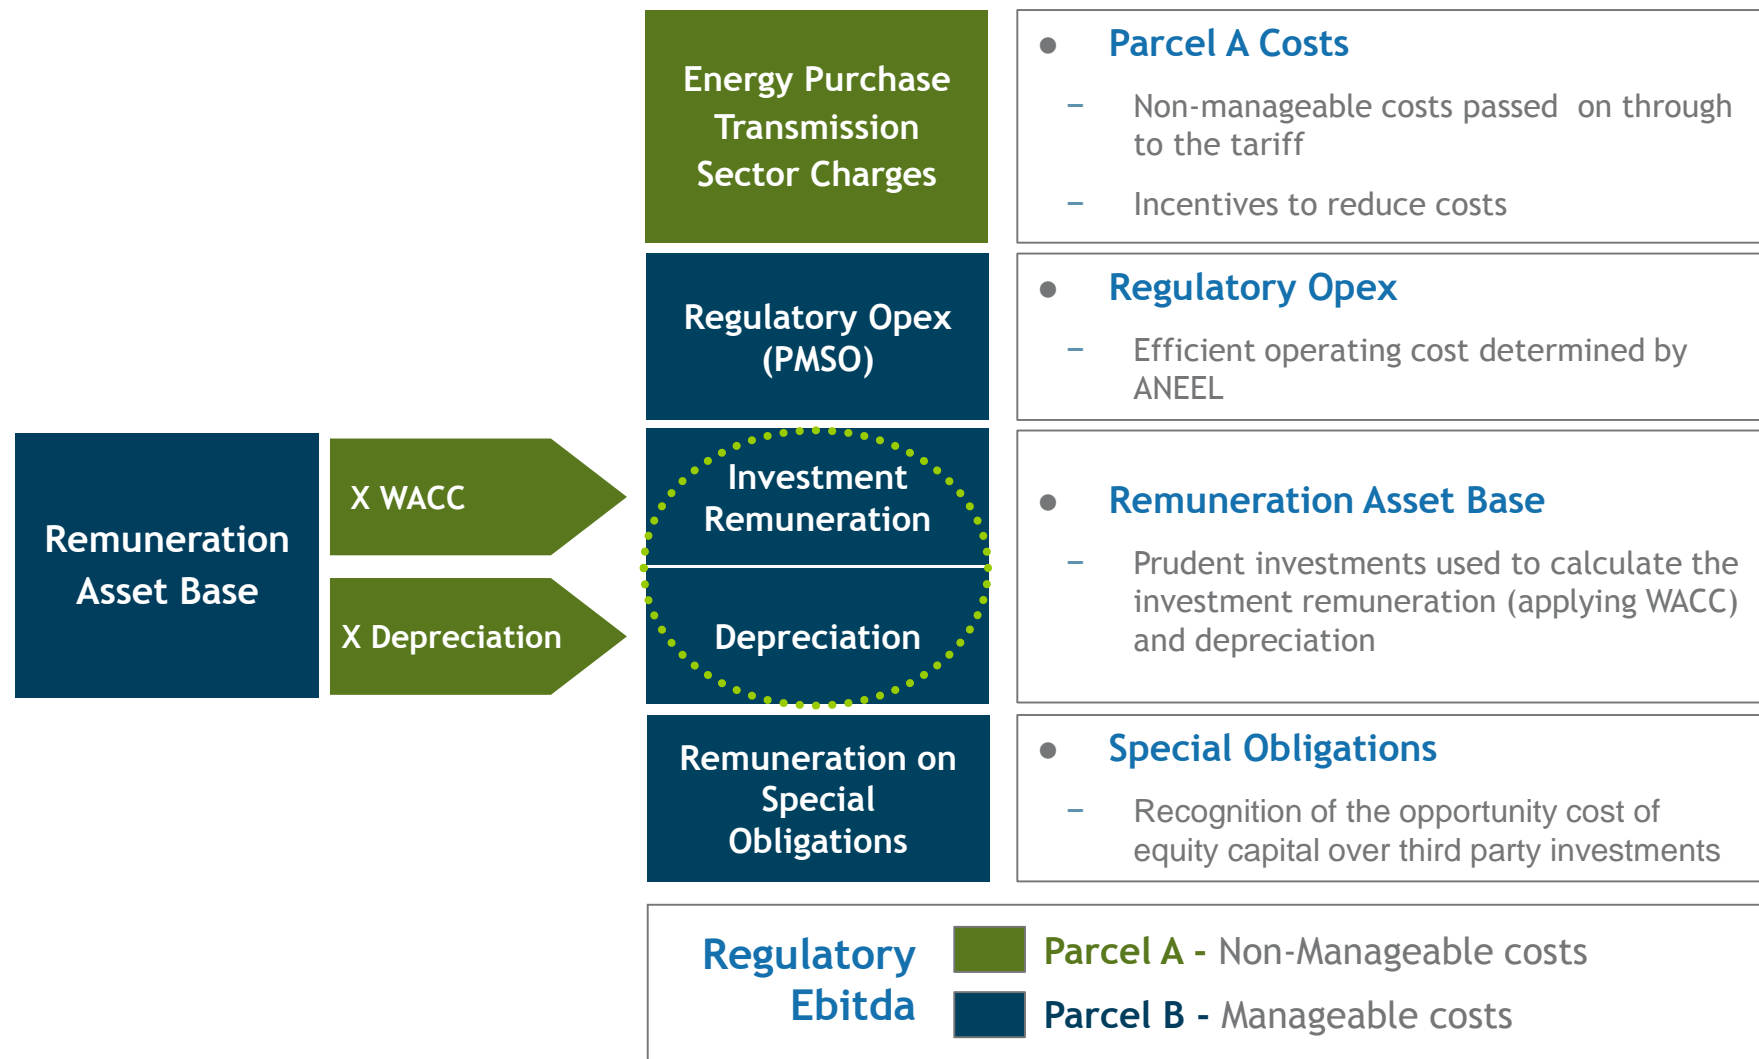 Energy Purchase
Transmission
Sector Charges
● Parcel A Costs
– Non-manageable costs passed on through
to the tariff
– Incentives to reduce costs
Regulatory Opex
(PMSO)
● Regulatory Opex
– Efficient operating cost determined by
ANEEL
Remuneration
Asset Base
X WACC
X Depreciation
Investment
Remuneration
Depreciation
● Remuneration Asset Base
– Prudent investments used to calculate the
investment remuneration (applying WACC)
and depreciation
Remuneration on
Special
Obligations
● Special Obligations
– Recognition of the opportunity cost of
equity capital over third party investments
Regulatory
Ebitda
Parcel A - Non-Manageable costs
Parcel B - Manageable costs